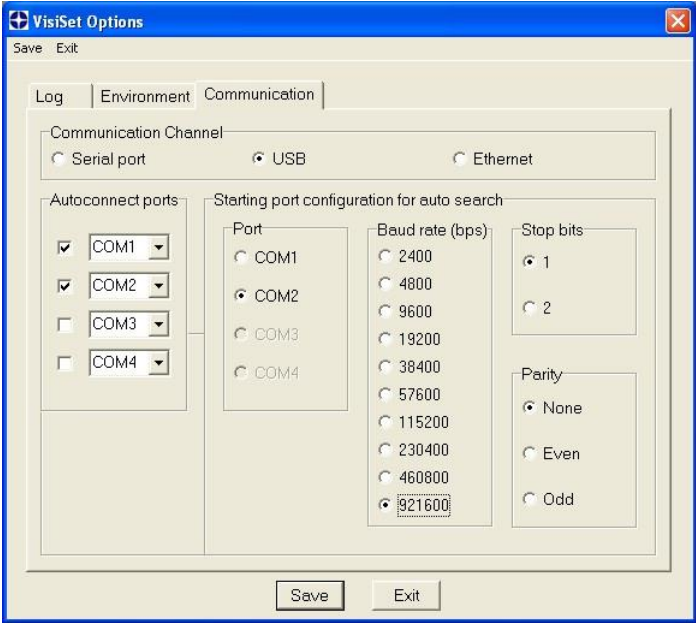 VisiSet Options
Save Exit
Log Environment Communication
Communication Channel
Serial port USB Ethernet
Autoconnect ports
COM1
COM2
COM3
COM4
Starting port configuration for auto search
Port
COM1
COM2
COM3
COM4
Baud rate (bps)
2400
4800
9600
19200
38400
57600
115200
230400
460800
921600
Stop bits
1
2
Parity
None
Even
Odd
Save Exit